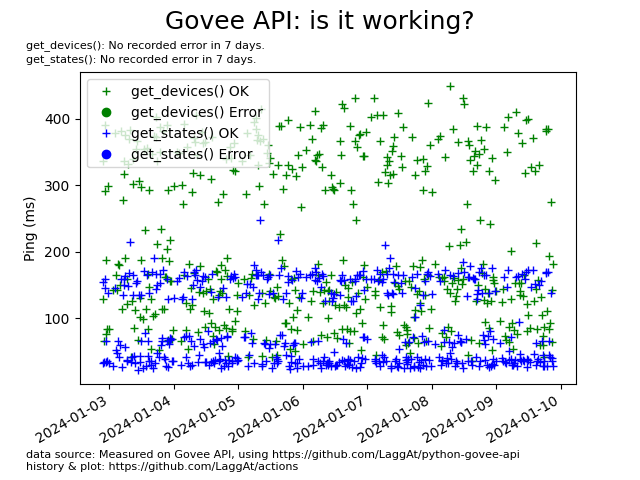 Govee API: is it working?
get_devices(): No recorded error in 7 days.
get_states(): No recorded error in 7 days.
get_devices() OK
get_devices() Error
get_states() OK
get_states() Error
Ping (ms)
400
300
200
100
2024-01-03
2024-01-04
2024-01-05
2024-01-06
2024-01-07
2024-01-08
2024-01-09
2024-01-10
data source: Measured on Govee API, using https://github.com/LaggAt/python-govee-api
history & plot: https://github.com/LaggAt/actions